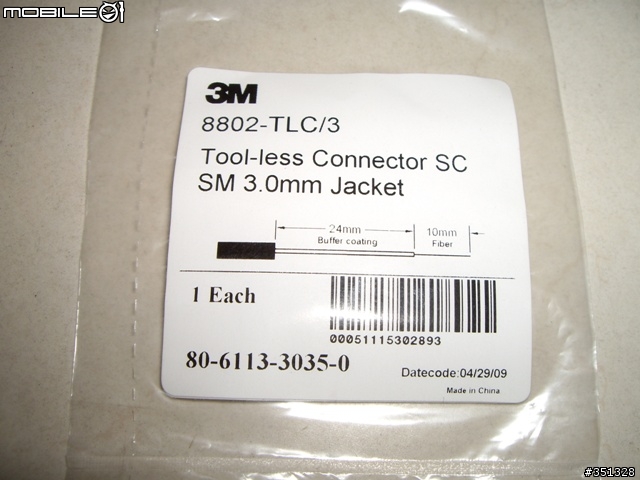 MOBILE01
3M
8802-TLC/3
Tool-less Connector SC
SM 3.0mm Jacket
24mm
Buffer coating
10mm
Fiber
1 Each
00051115302893
80-6113-3035-0
Datecode:04/29/09
Made in China
#351328